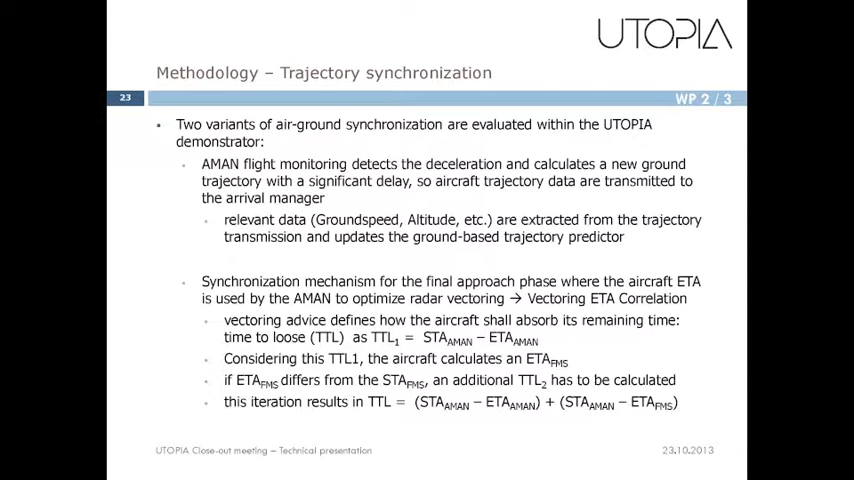 UTOPIA
Methodology – Trajectory synchronization
23
WP 2 / 3
▪ Two variants of air-ground synchronization are evaluated within the UTOPIA
demonstrator:
• AMAN flight monitoring detects the deceleration and calculates a new ground
trajectory with a significant delay, so aircraft trajectory data are transmitted to
the arrival manager
• relevant data (Groundspeed, Altitude, etc.) are extracted from the trajectory
transmission and updates the ground-based trajectory predictor
• Synchronization mechanism for the final approach phase where the aircraft ETA
is used by the AMAN to optimize radar vectoring → Vectoring ETA Correlation
• vectoring advice defines how the aircraft shall absorb its remaining time:
time to loose (TTL) as TTL₁ = STA_AMAN – ETA_AMAN
• Considering this TTL1, the aircraft calculates an ETA_FMS
• if ETA_FMS differs from the STA_FMS, an additional TTL₂ has to be calculated
• this iteration results in TTL = (STA_AMAN – ETA_AMAN) + (STA_AMAN – ETA_FMS)
UTOPIA Close-out meeting – Technical presentation
23.10.2013